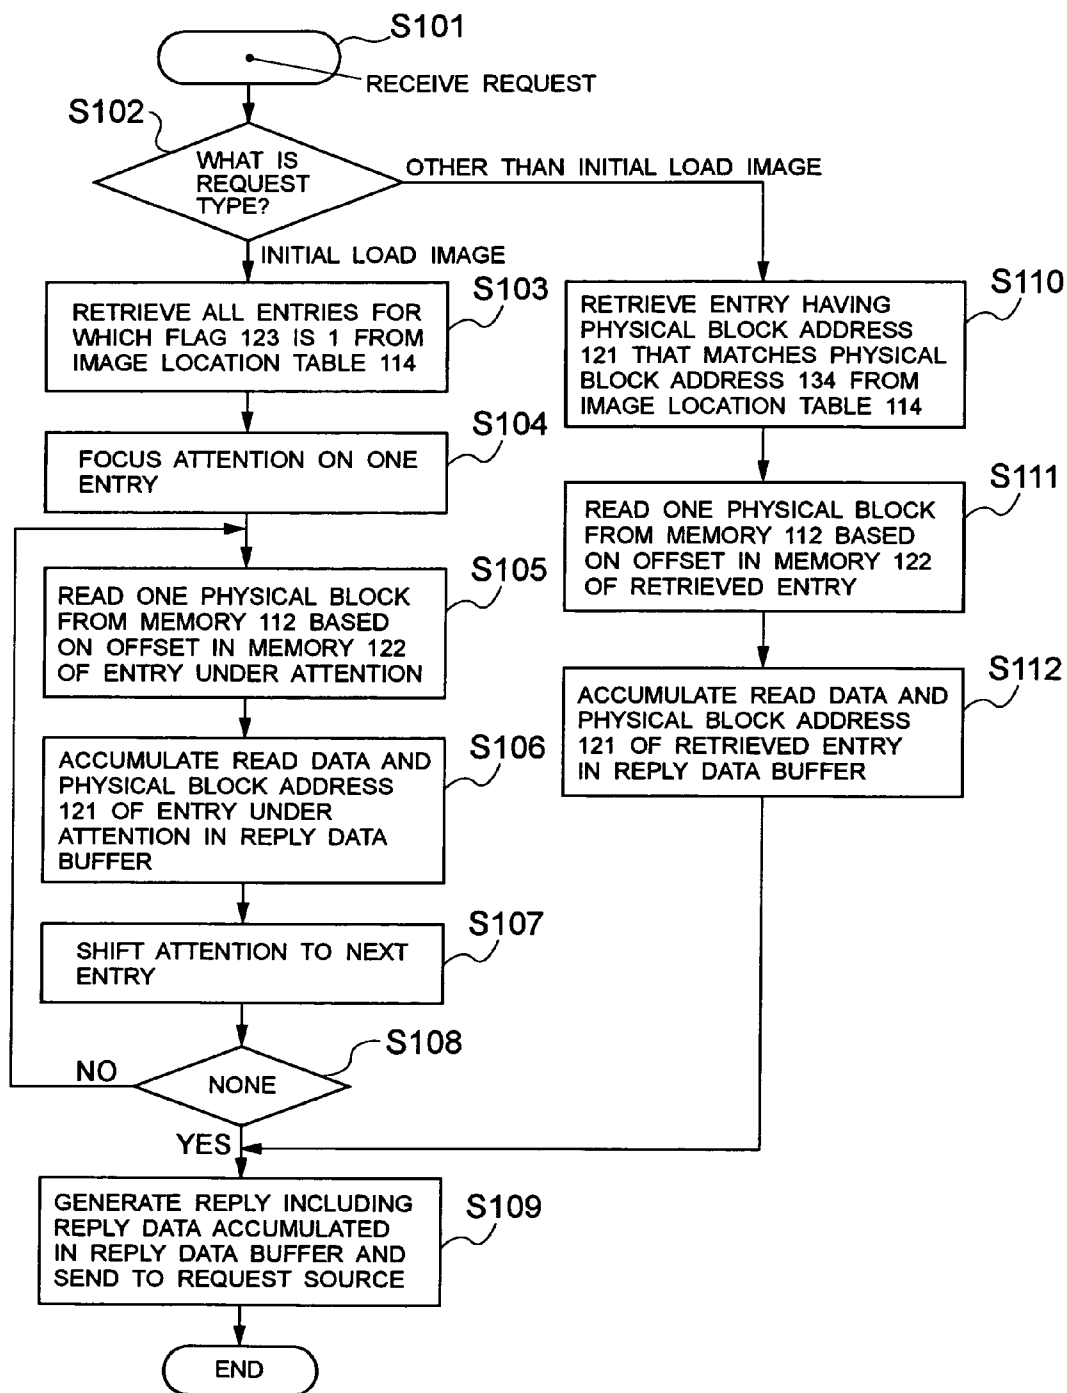 S101
RECEIVE REQUEST
S102
WHAT IS
REQUEST
TYPE?
OTHER THAN INITIAL LOAD IMAGE
INITIAL LOAD IMAGE
S103
RETRIEVE ALL ENTRIES FOR
WHICH FLAG 123 IS 1 FROM
IMAGE LOCATION TABLE 114
S104
FOCUS ATTENTION ON ONE
ENTRY
S105
READ ONE PHYSICAL BLOCK
FROM MEMORY 112 BASED
ON OFFSET IN MEMORY 122
OF ENTRY UNDER ATTENTION
S106
ACCUMULATE READ DATA AND
PHYSICAL BLOCK ADDRESS
121 OF ENTRY UNDER
ATTENTION IN REPLY DATA
BUFFER
S107
SHIFT ATTENTION TO NEXT
ENTRY
S108
NONE
NO
YES
S110
RETRIEVE ENTRY HAVING
PHYSICAL BLOCK ADDRESS
121 THAT MATCHES PHYSICAL
BLOCK ADDRESS 134 FROM
IMAGE LOCATION TABLE 114
S111
READ ONE PHYSICAL BLOCK
FROM MEMORY 112 BASED
ON OFFSET IN MEMORY 122
OF RETRIEVED ENTRY
S112
ACCUMULATE READ DATA AND
PHYSICAL BLOCK ADDRESS
121 OF RETRIEVED ENTRY
IN REPLY DATA BUFFER
S109
GENERATE REPLY INCLUDING
REPLY DATA ACCUMULATED
IN REPLY DATA BUFFER AND
SEND TO REQUEST SOURCE
END